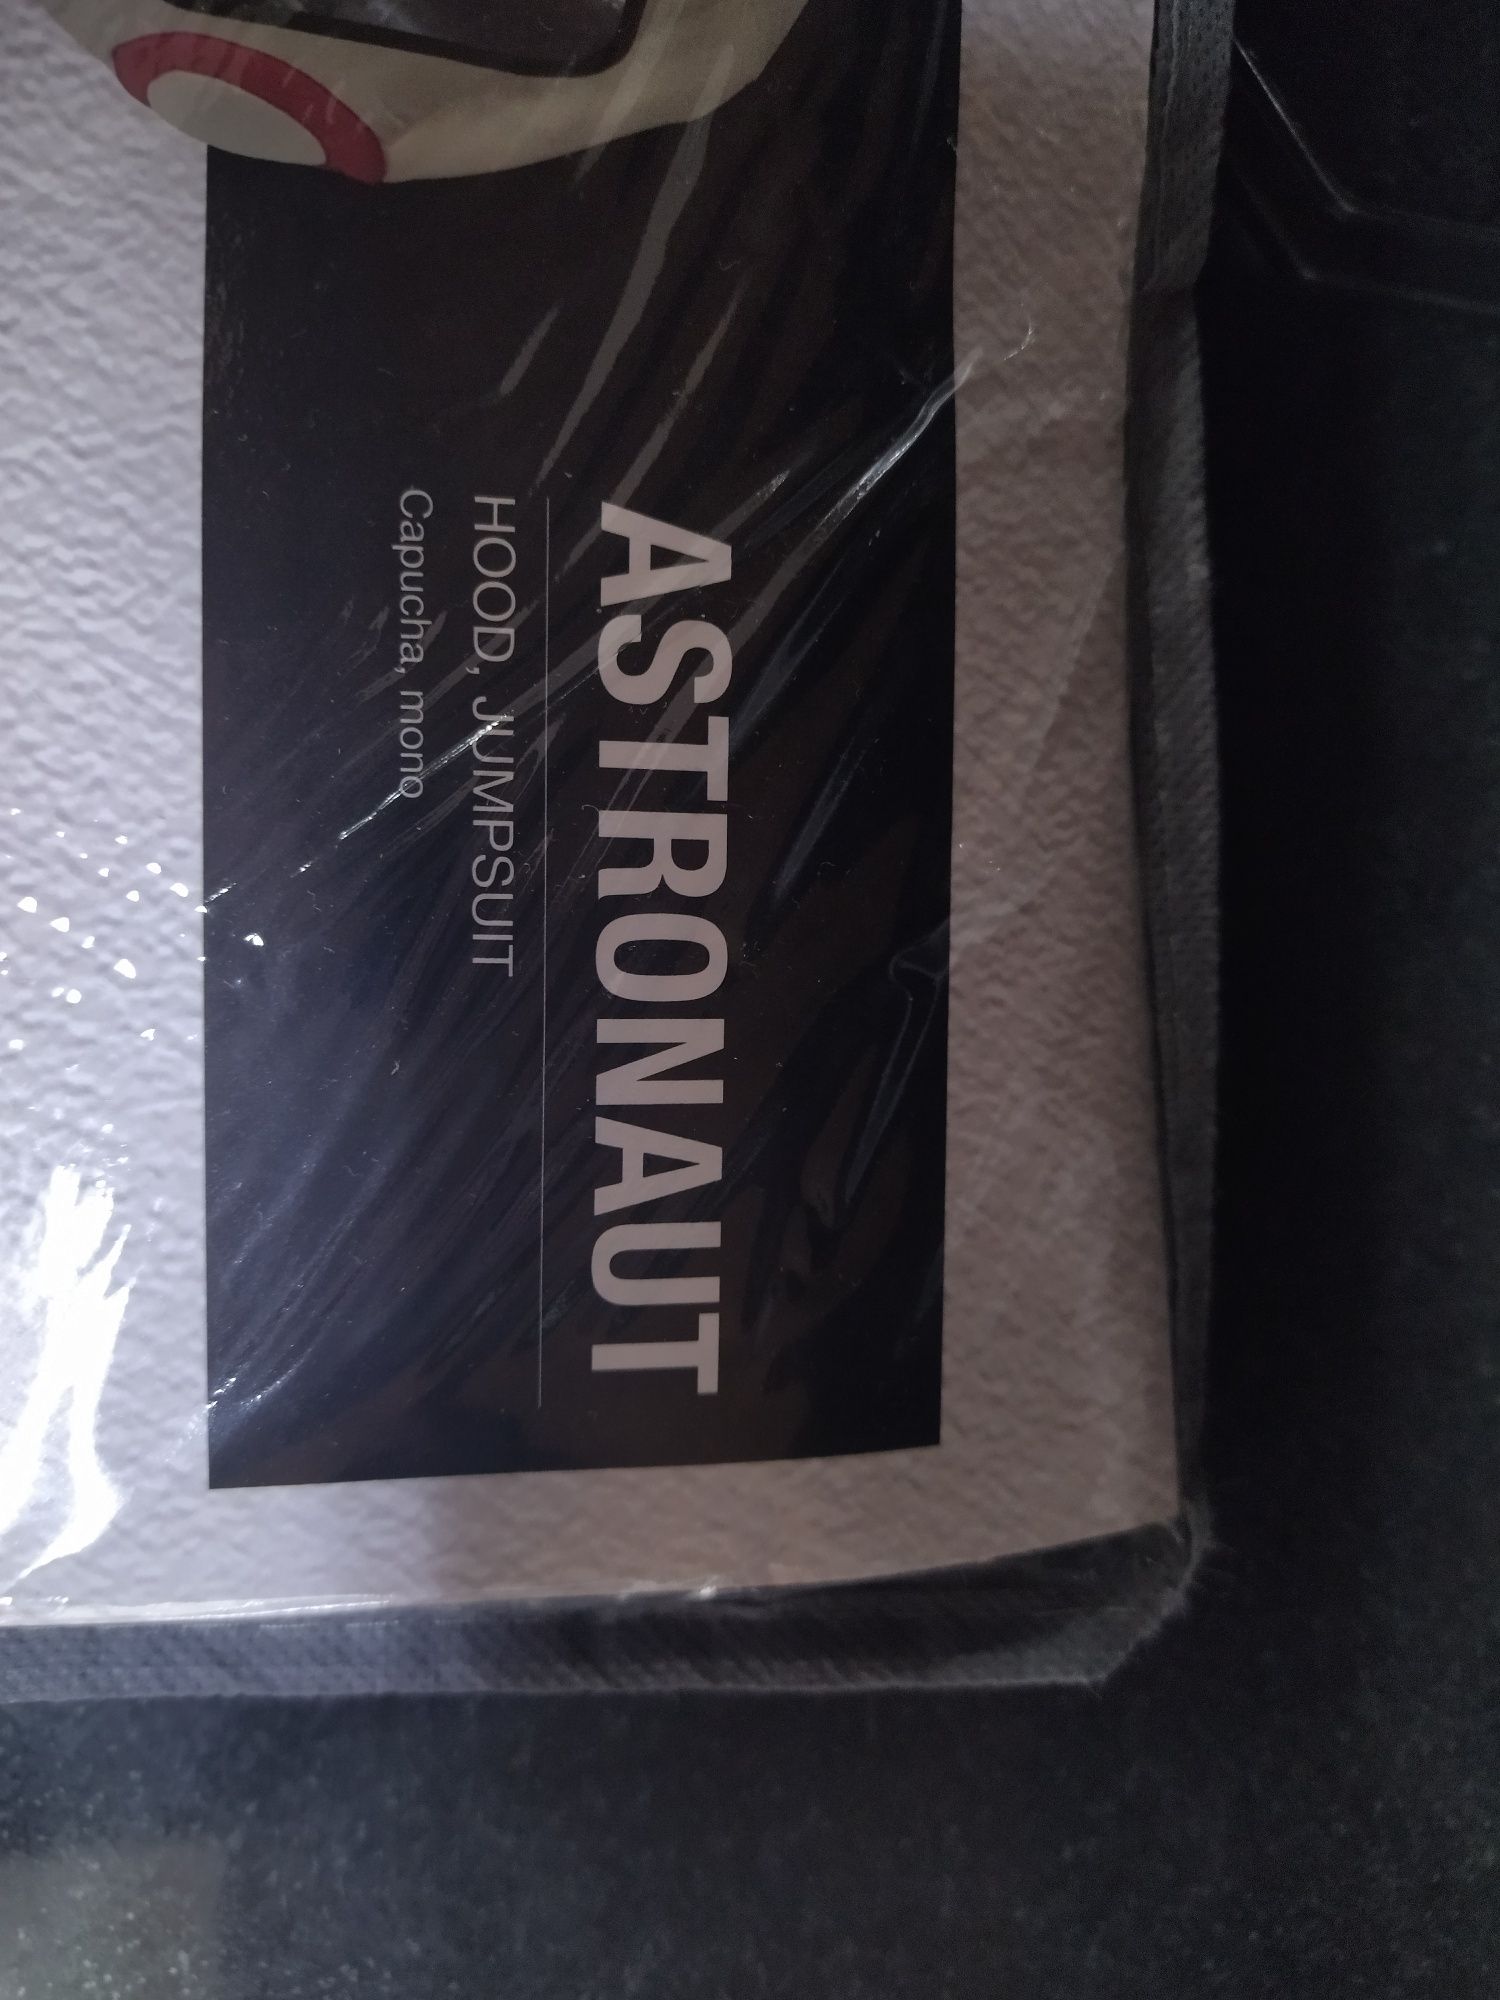 ASTRONAUT
HOOD, JUMPSUIT
Capucha, mono